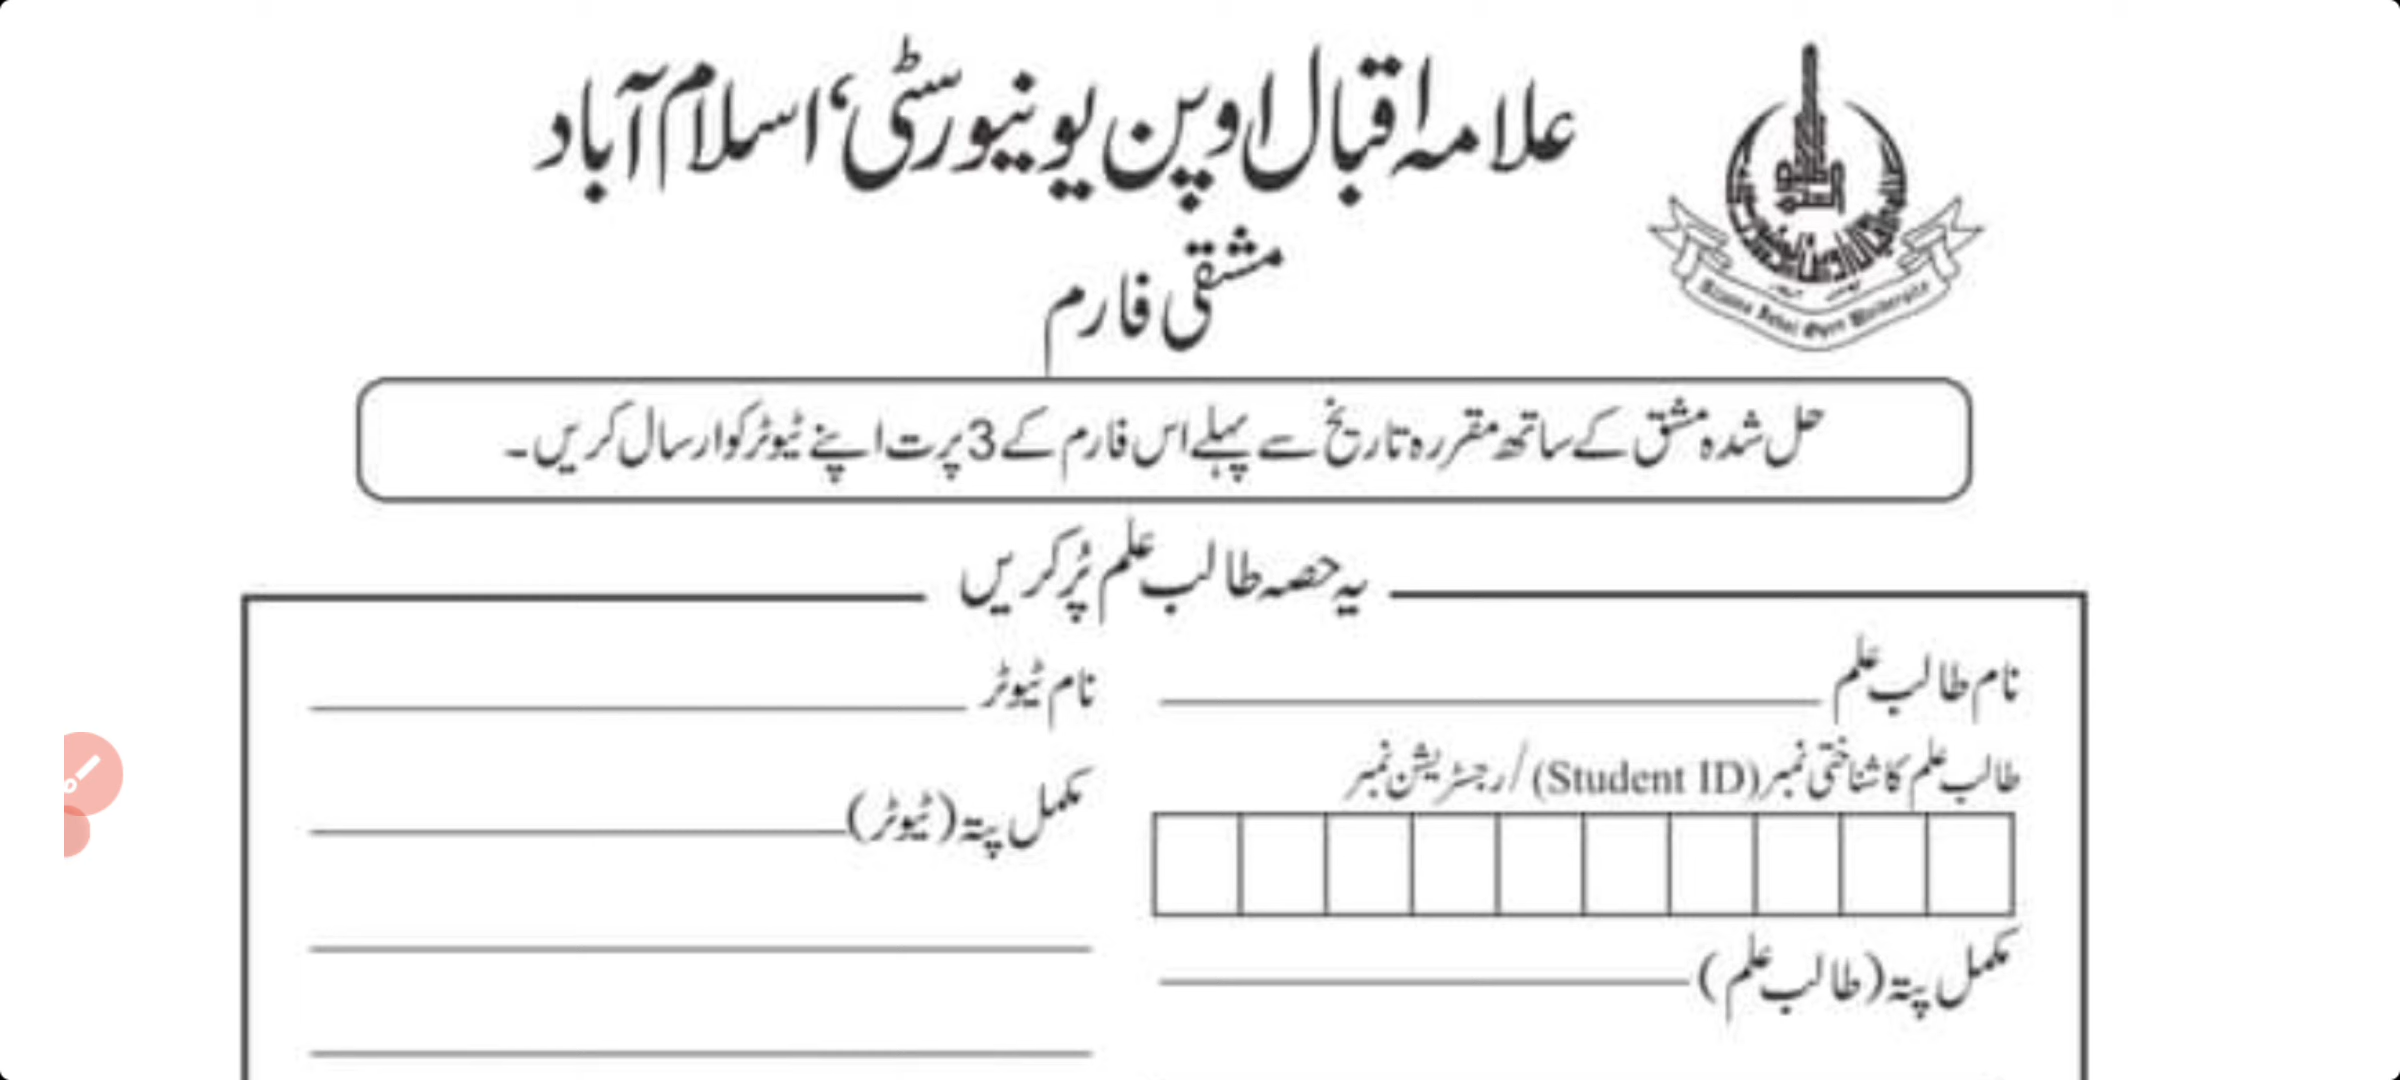 علامہ اقبال اوپن یونیورسٹی، اسلام آباد
مشقی فارم
حل شدہ مشق کے ساتھ مقررہ تاریخ سے پہلے اس فارم کے 3 پرت اپنے ٹیوٹر کو ارسال کریں۔
یہ حصہ طالب علم پُر کریں
نام طالب علم
نام ٹیوٹر
طالب علم کا شناختی نمبر (Student ID) / رجسٹریشن نمبر
مکمل پتہ (ٹیوٹر)
مکمل پتہ (طالب علم)